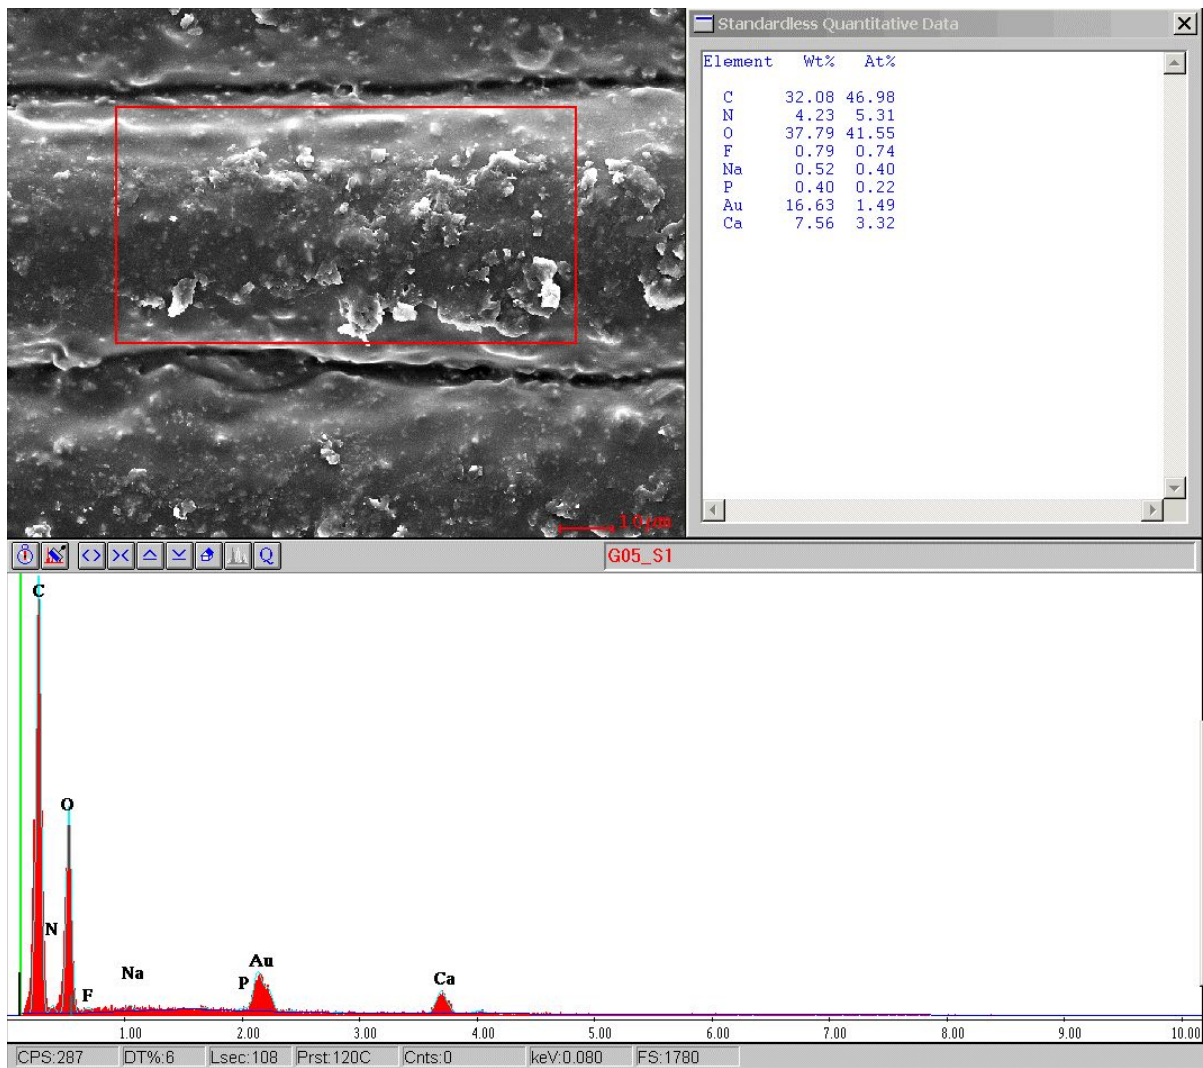 Standardless Quantitative Data
Element Wt% At%
C 32.08 46.98
N 4.23 5.31
O 37.79 41.55
F 0.79 0.74
Na 0.52 0.40
P 0.40 0.22
Au 16.63 1.49
Ca 7.56 3.32
10µm
Q
G05_S1
C
O
N
F
Na
P
Au
Ca
1.00 2.00 3.00 4.00 5.00 6.00 7.00 8.00 9.00 10.00
CPS:287 DT%:6 Lsec:108 Prst:120C Cnts:0 keV:0.080 FS:1780